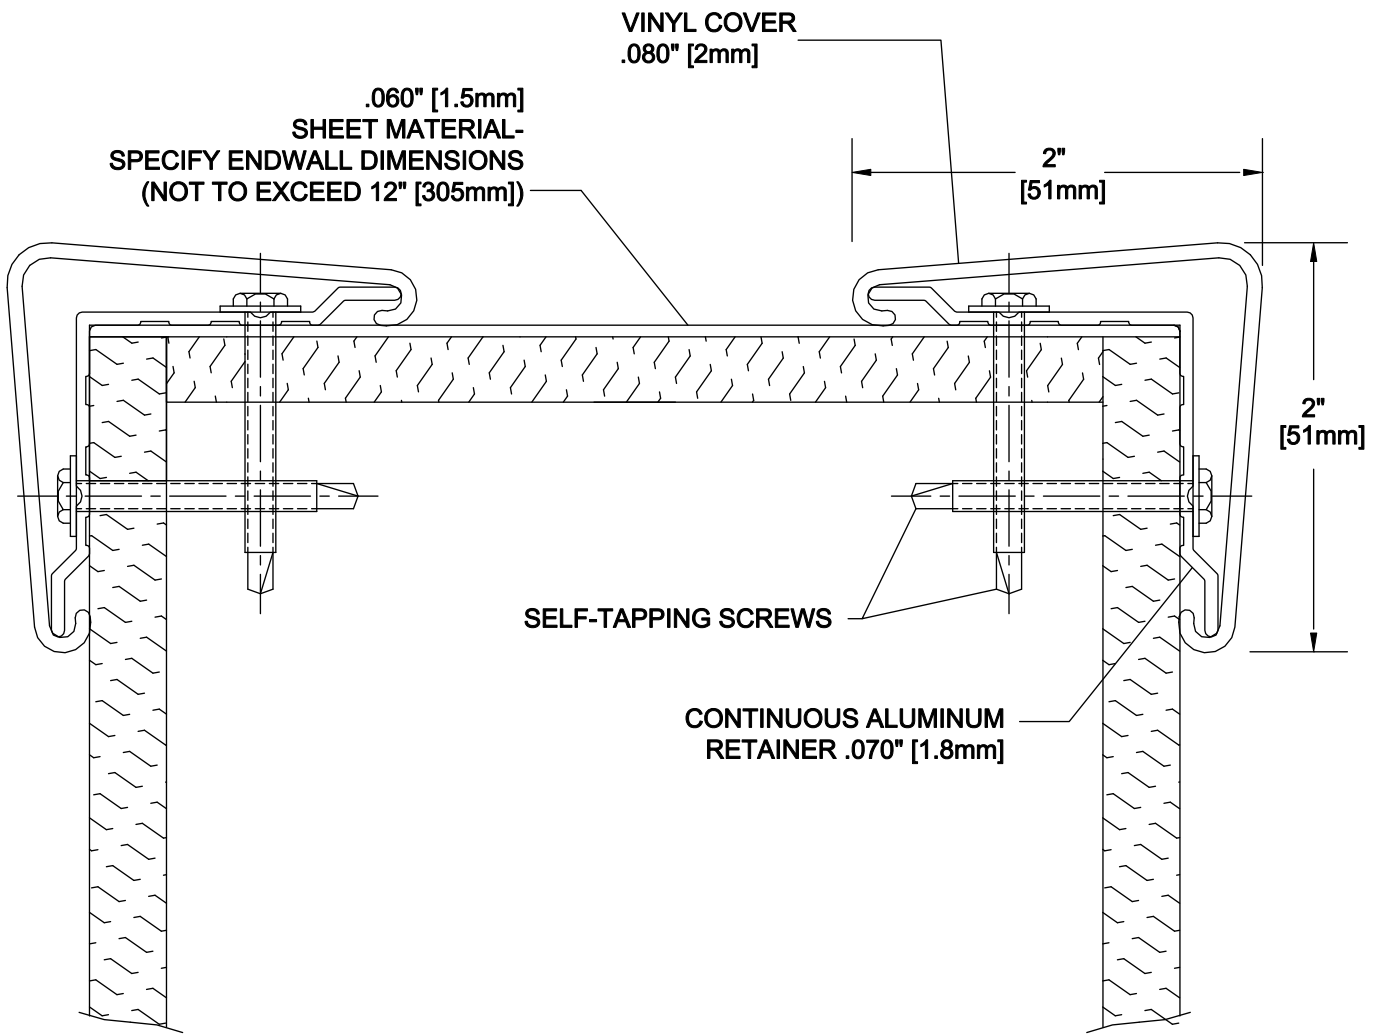 VINYL COVER
.080" [2mm]
.060" [1.5mm]
SHEET MATERIAL-
SPECIFY ENDWALL DIMENSIONS
(NOT TO EXCEED 12" [305mm])
2"
[51mm]
2"
[51mm]
SELF-TAPPING SCREWS
CONTINUOUS ALUMINUM
RETAINER .070" [1.8mm]